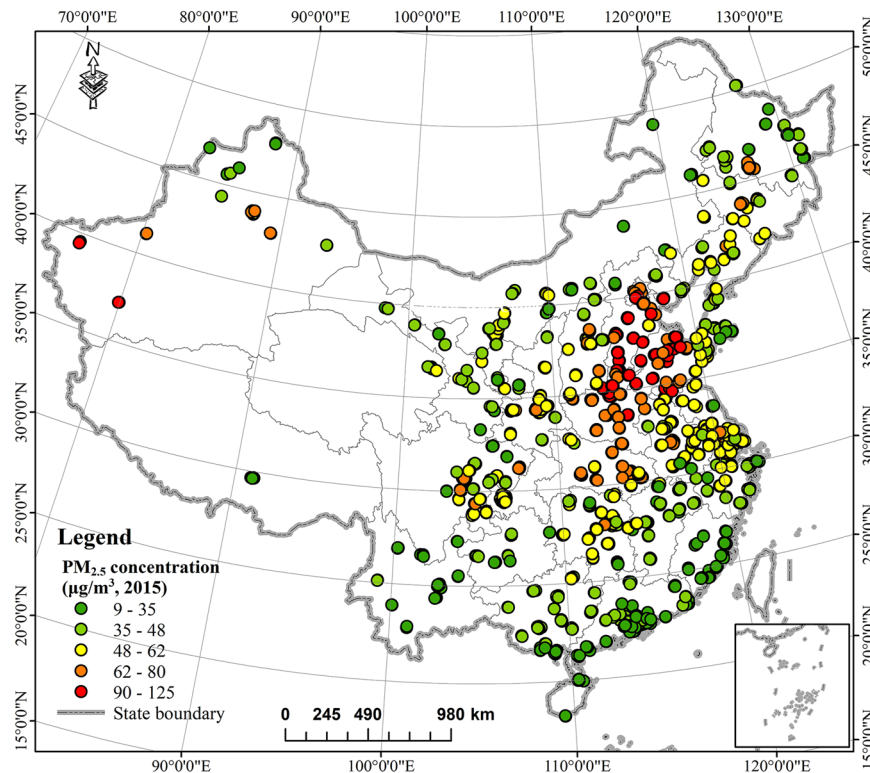 70°0'0"E 80°0'0"E 90°0'0"E 100°0'0"E 110°0'0"E 120°0'0"E 130°0'0"E
N
45°0'0"N
40°0'0"N
35°0'0"N
30°0'0"N
25°0'0"N
20°0'0"N
15°0'0"N
50°0'0"N
45°0'0"N
40°0'0"N
35°0'0"N
30°0'0"N
25°0'0"N
20°0'0"N
Legend
PM2.5 concentration
(μg/m³, 2015)
9 - 35
35 - 48
48 - 62
62 - 80
90 - 125
State boundary
0 245 490 980 km
90°0'0"E 100°0'0"E 110°0'0"E 120°0'0"E